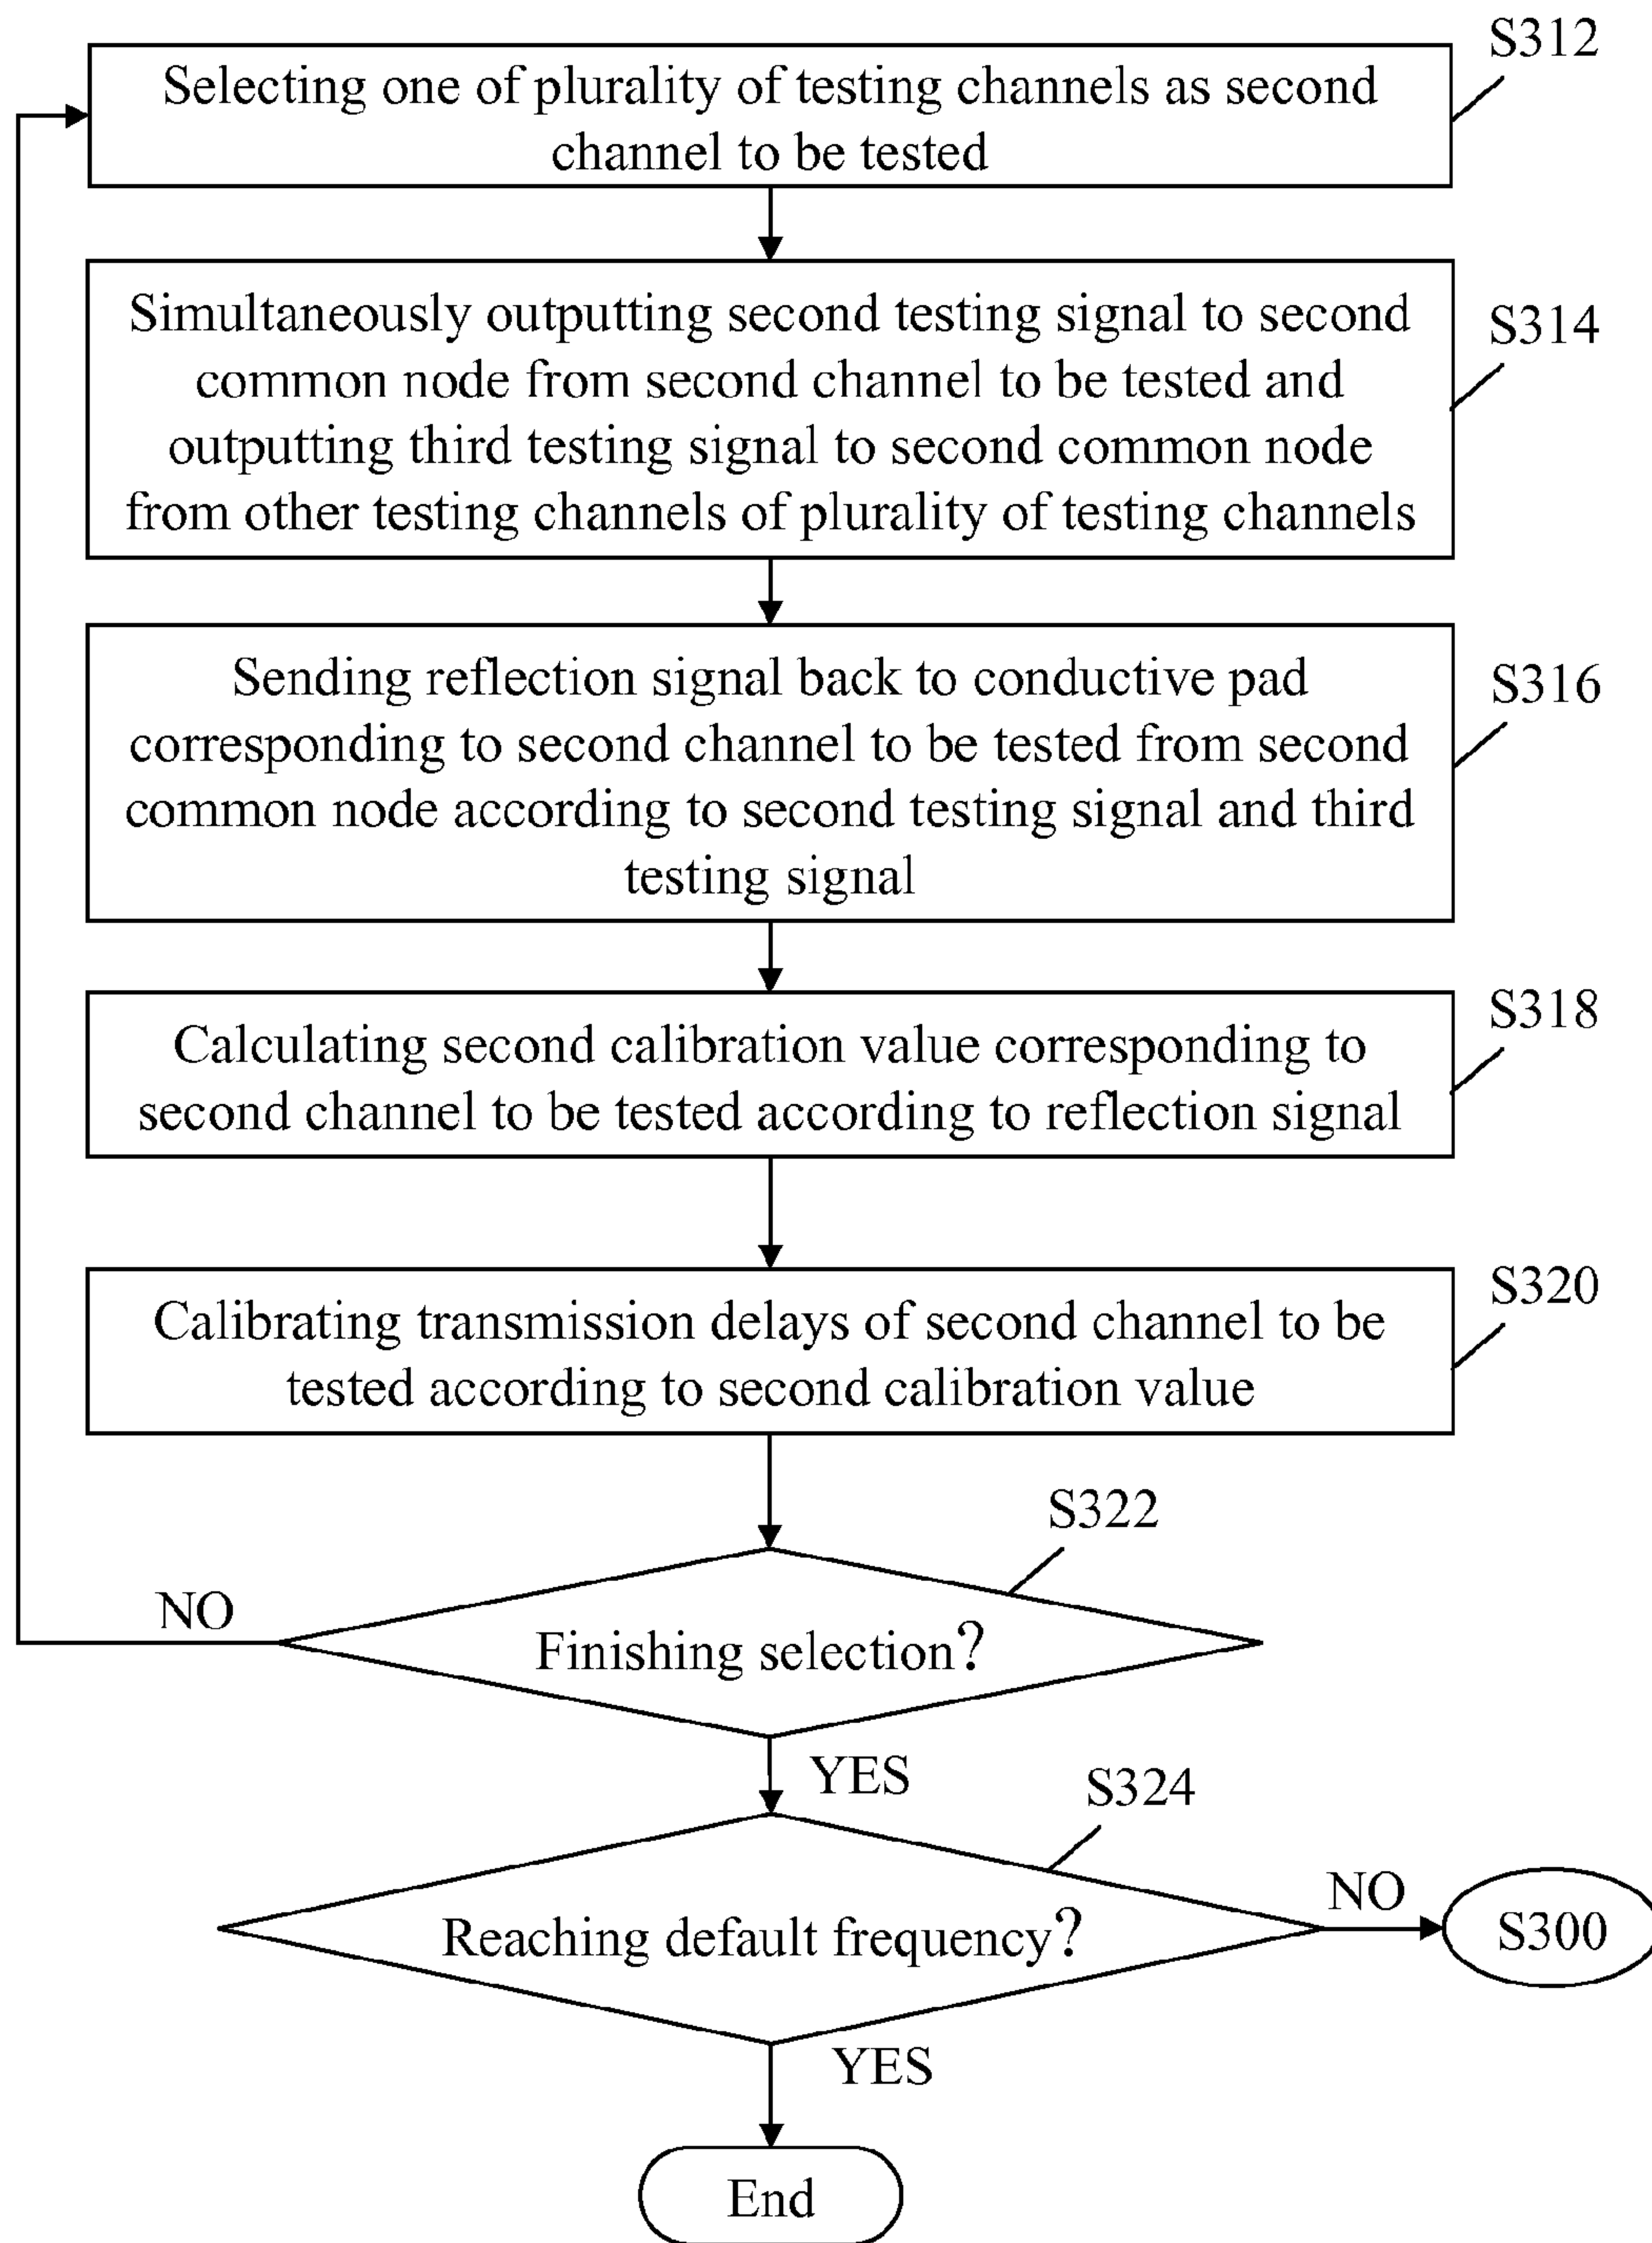 S312
Selecting one of plurality of testing channels as second
channel to be tested
S314
Simultaneously outputting second testing signal to second
common node from second channel to be tested and
outputting third testing signal to second common node
from other testing channels of plurality of testing channels
S316
Sending reflection signal back to conductive pad
corresponding to second channel to be tested from second
common node according to second testing signal and third
testing signal
S318
Calculating second calibration value corresponding to
second channel to be tested according to reflection signal
S320
Calibrating transmission delays of second channel to be
tested according to second calibration value
S322
NO
Finishing selection?
YES
S324
NO
Reaching default frequency?
S300
YES
End